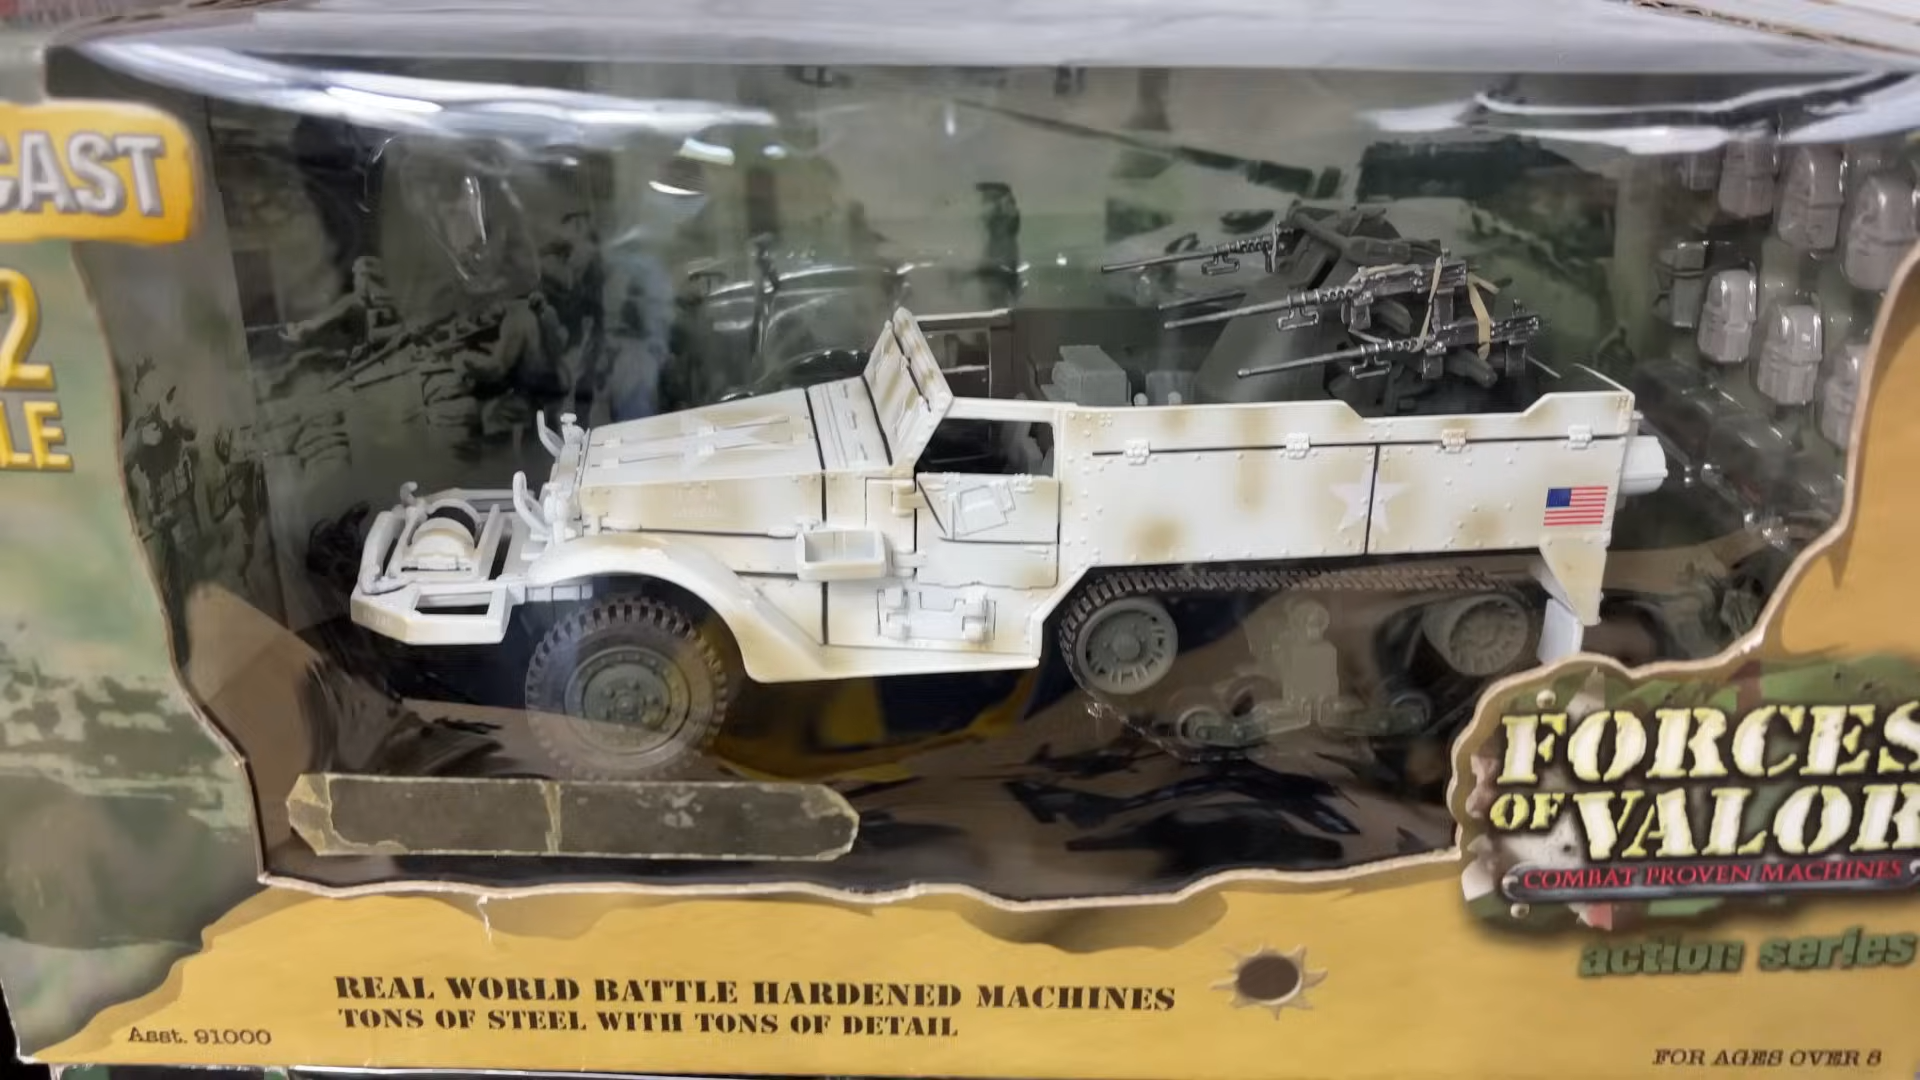 CAST
2
LE
FORCES
OF VALOR
COMBAT PROVEN MACHINES
action series
REAL WORLD BATTLE HARDENED MACHINES
TONS OF STEEL WITH TONS OF DETAIL
Asst. 91000
FOR AGES OVER 8